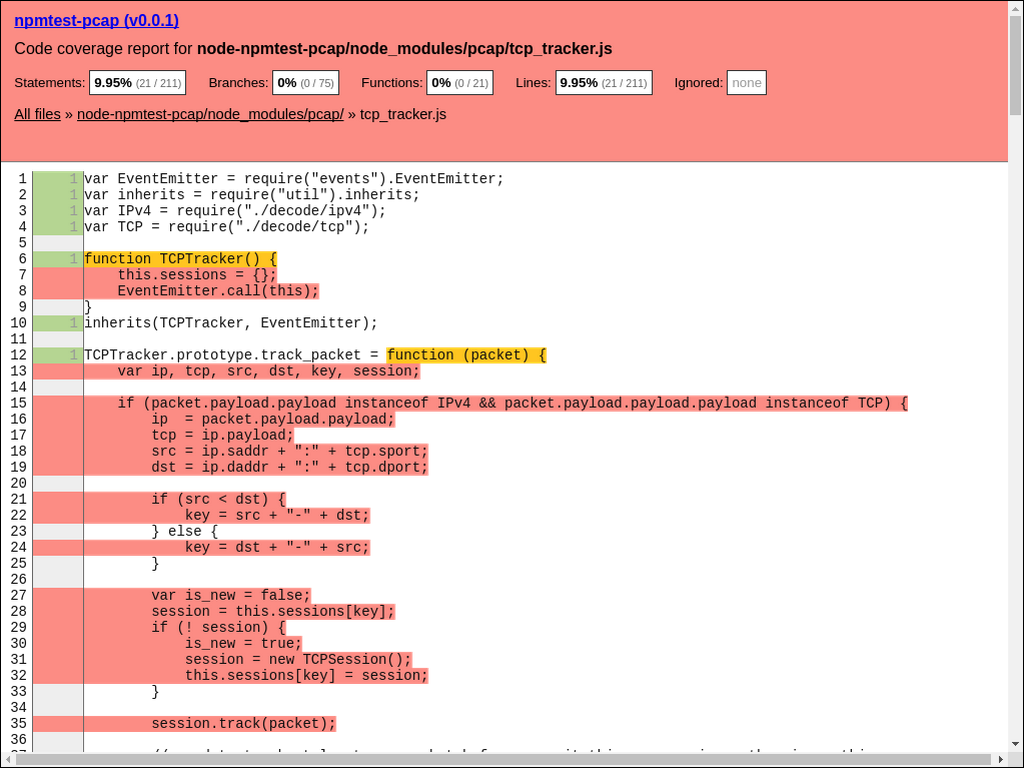 npmtest-pcap (v0.0.1)
Code coverage report for node-npmtest-pcap/node_modules/pcap/tcp_tracker.js
Statements: 9.95% (21 / 211) Branches: 0% (0 / 75) Functions: 0% (0 / 21) Lines: 9.95% (21 / 211) Ignored: none
All files » node-npmtest-pcap/node_modules/pcap/ » tcp_tracker.js
1 1 var EventEmitter = require("events").EventEmitter;
2 1 var inherits = require("util").inherits;
3 1 var IPv4 = require("./decode/ipv4");
4 1 var TCP = require("./decode/tcp");
5
6 1 function TCPTracker() {
7     this.sessions = {};
8     EventEmitter.call(this);
9 }
10 1 inherits(TCPTracker, EventEmitter);
11
12 1 TCPTracker.prototype.track_packet = function (packet) {
13     var ip, tcp, src, dst, key, session;
14
15     if (packet.payload.payload instanceof IPv4 && packet.payload.payload.payload instanceof TCP) {
16         ip  = packet.payload.payload;
17         tcp = ip.payload;
18         src = ip.saddr + ":" + tcp.sport;
19         dst = ip.daddr + ":" + tcp.dport;
20
21         if (src < dst) {
22             key = src + "-" + dst;
23         } else {
24             key = dst + "-" + src;
25         }
26
27         var is_new = false;
28         session = this.sessions[key];
29         if (! session) {
30             is_new = true;
31             session = new TCPSession();
32             this.sessions[key] = session;
33         }
34
35         session.track(packet);
36